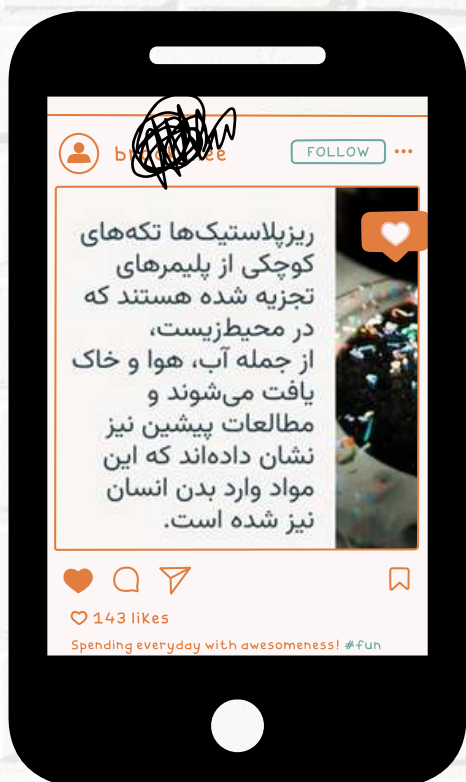 FOLLOW
ریزپلاستیک‌ها تکه‌های
کوچکی از پلیمرهای
تجزیه شده هستند که
در محیط‌زیست،
از جمله آب، هوا و خاک
یافت می‌شوند و
مطالعات پیشین نیز
نشان داده‌اند که این
مواد وارد بدن انسان
نیز شده است.
143 likes
Spending everyday with awesomeness! #fun